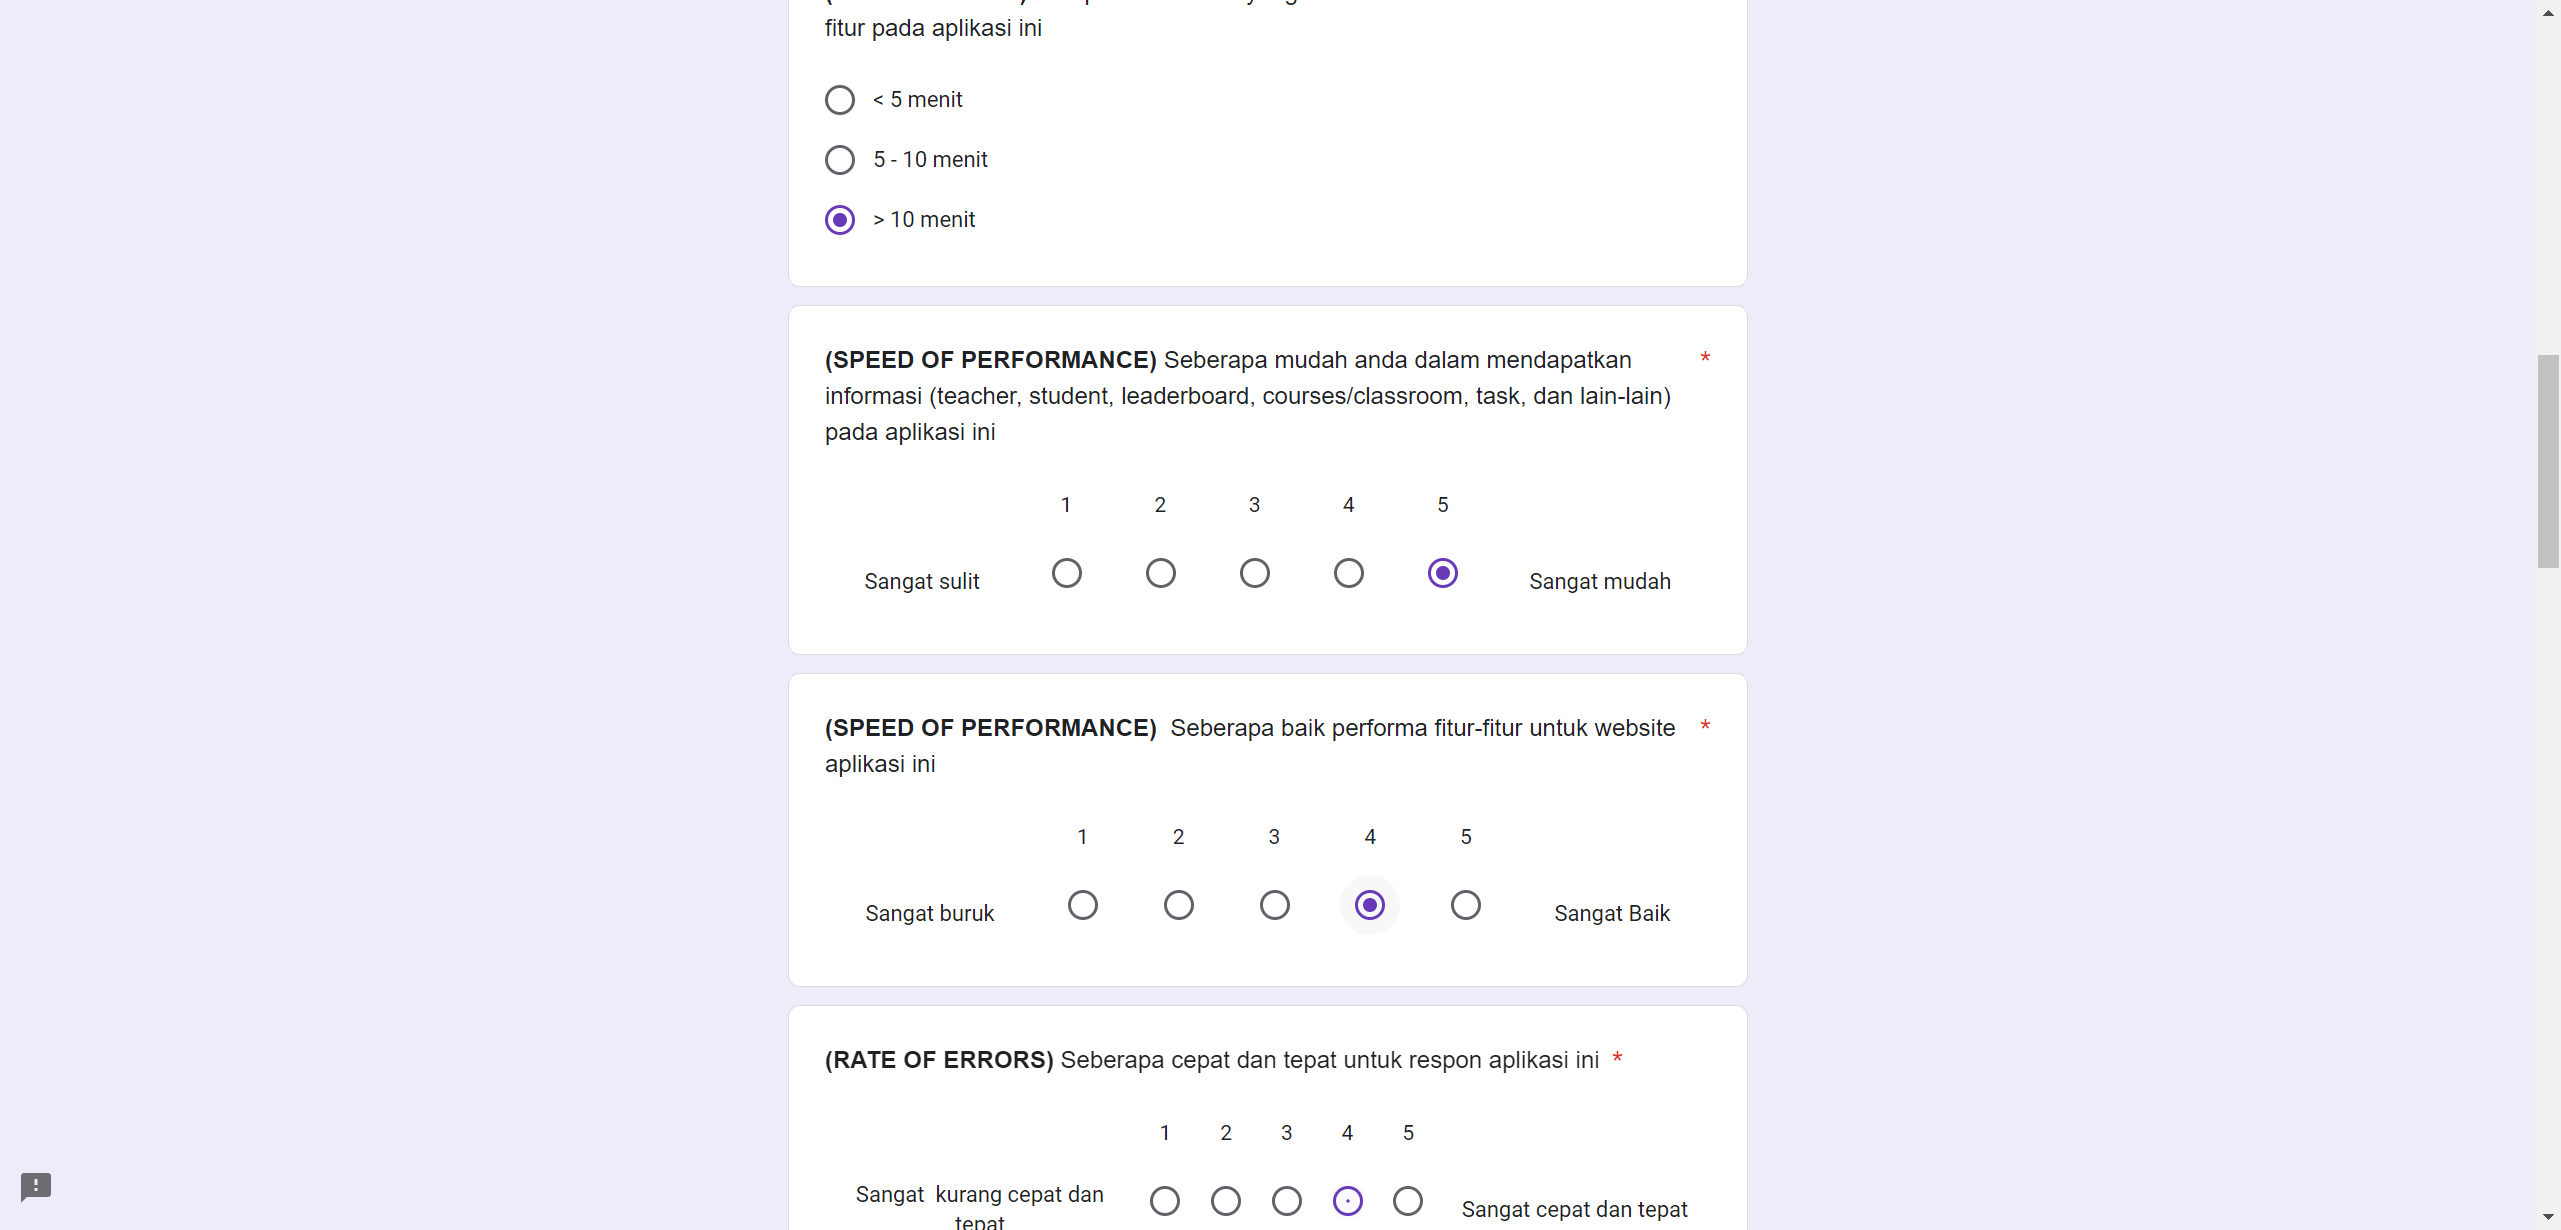 fitur pada aplikasi ini
< 5 menit
5 - 10 menit
> 10 menit
(SPEED OF PERFORMANCE) Seberapa mudah anda dalam mendapatkan *
informasi (teacher, student, leaderboard, courses/classroom, task, dan lain-lain)
pada aplikasi ini
1 2 3 4 5
Sangat sulit Sangat mudah
(SPEED OF PERFORMANCE) Seberapa baik performa fitur-fitur untuk website *
aplikasi ini
1 2 3 4 5
Sangat buruk Sangat Baik
(RATE OF ERRORS) Seberapa cepat dan tepat untuk respon aplikasi ini *
1 2 3 4 5
Sangat kurang cepat dan
tepat
Sangat cepat dan tepat